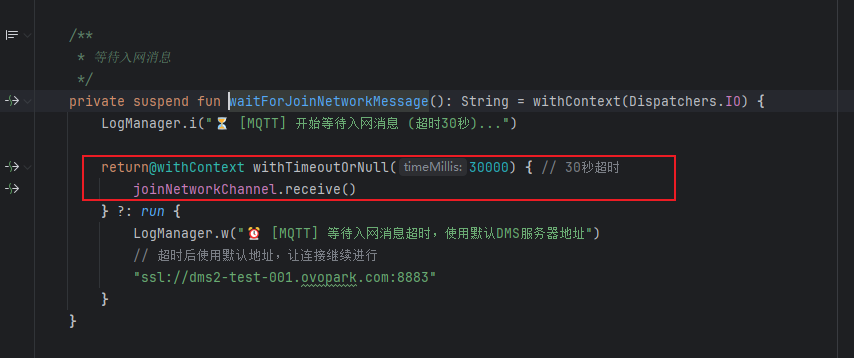 /**
 * 等待入网消息
 */
private suspend fun waitForJoinNetworkMessage(): String = withContext(Dispatchers.IO) {
    LogManager.i("⏳ [MQTT] 开始等待入网消息 (超时30秒)...")
    return@withContext withTimeoutOrNull( timeMillis: 30000) { // 30秒超时
        joinNetworkChannel.receive()
    } ?: run {
        LogManager.w("⏰ [MQTT] 等待入网消息超时，使用默认DMS服务器地址")
        // 超时后使用默认地址，让连接继续进行
        "ssl://dms2-test-001.ovopark.com:8883"
    }
}